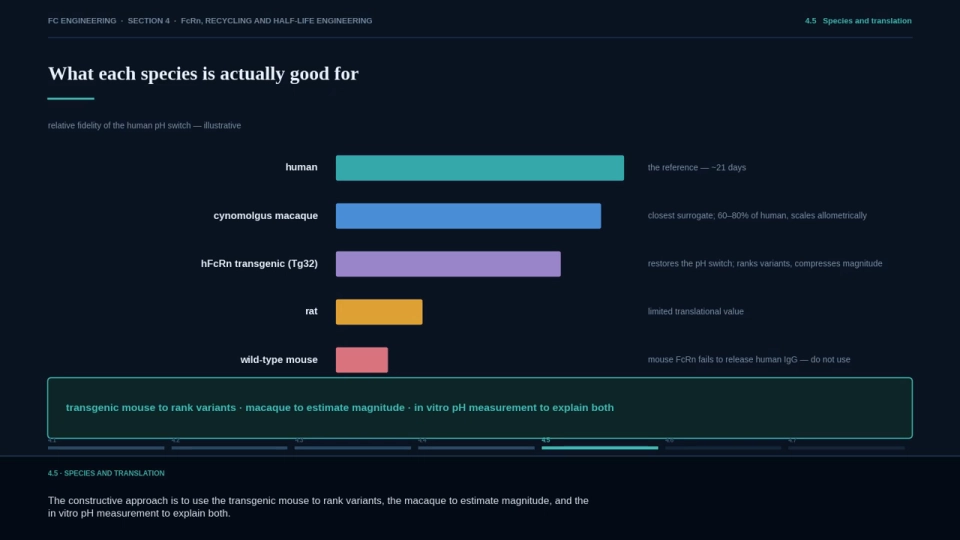 FC ENGINEERING · SECTION 4 · FcRn, RECYCLING AND HALF-LIFE ENGINEERING
4.5 Species and translation
What each species is actually good for
relative fidelity of the human pH switch — illustrative
human
the reference — ~21 days
cynomolgus macaque
closest surrogate; 60–80% of human, scales allometrically
hFcRn transgenic (Tg32)
restores the pH switch; ranks variants, compresses magnitude
rat
limited translational value
wild-type mouse
mouse FcRn fails to release human IgG — do not use
transgenic mouse to rank variants · macaque to estimate magnitude · in vitro pH measurement to explain both
4.5
4.5 · SPECIES AND TRANSLATION
The constructive approach is to use the transgenic mouse to rank variants, the macaque to estimate magnitude, and the
in vitro pH measurement to explain both.